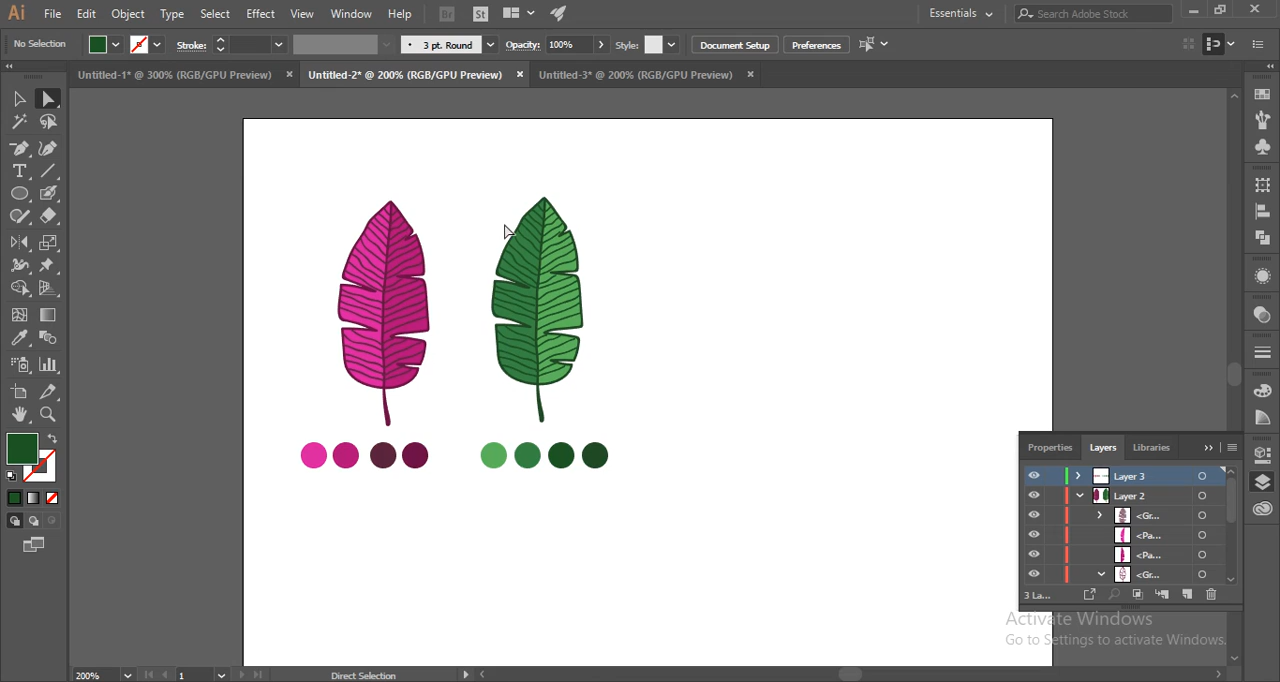 Ai File Edit Object Type Select Effect View Window Help Br St Essentials Search Adobe Stock
No Selection Stroke: 3 pt. Round Opacity: 100% Style: Document Setup Preferences
Untitled-1* @ 300% (RGB/GPU Preview) Untitled-2* @ 200% (RGB/GPU Preview) Untitled-3* @ 200% (RGB/GPU Preview)
Properties Layers Libraries
Layer 3
Layer 2
<Gr...
<Pa...
<Pa...
<Gr...
3 La...
Activate Windows
Go to Settings to activate Windows.
200% 1 Direct Selection